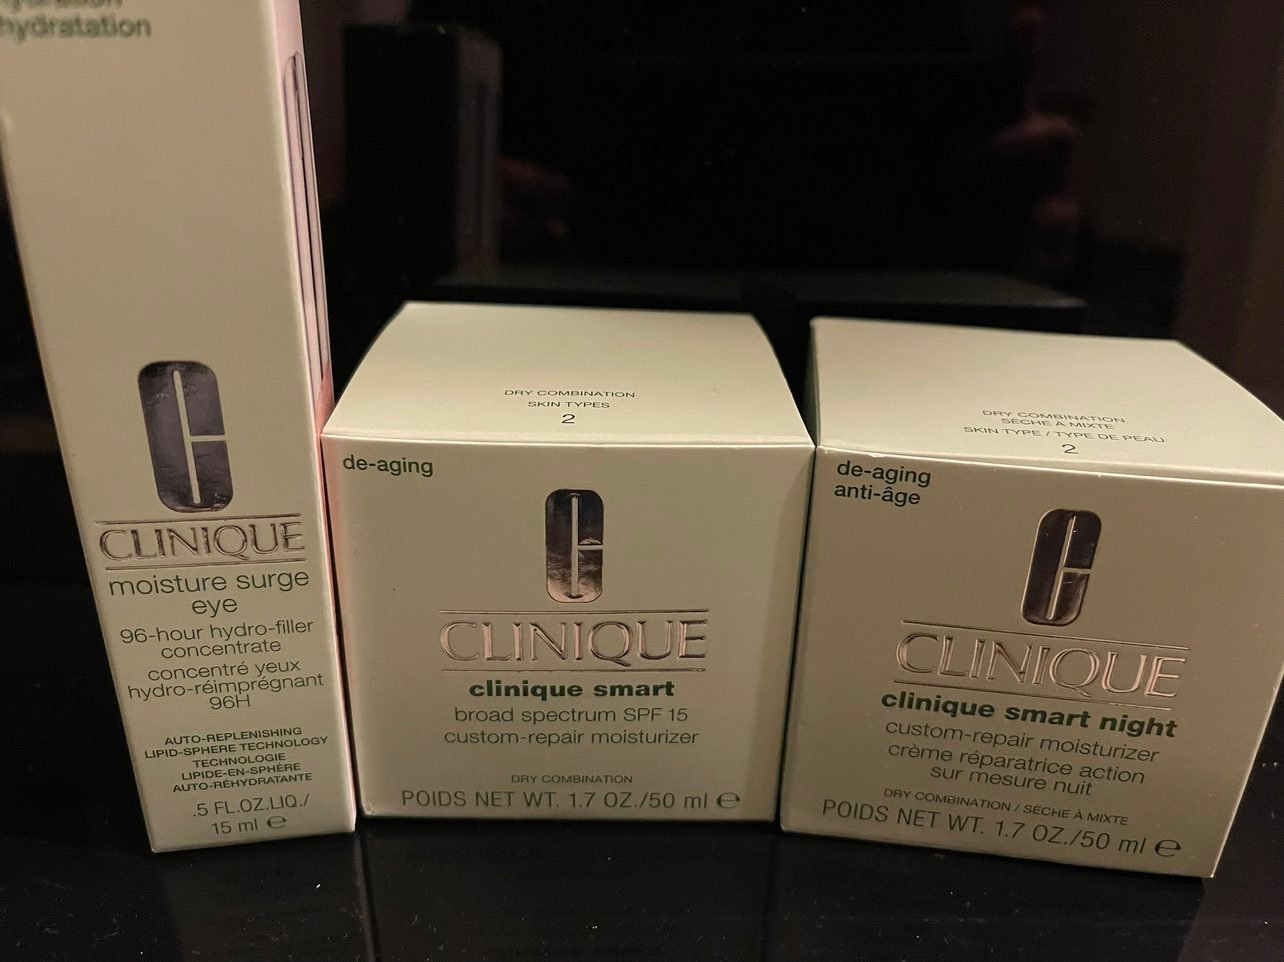 hydratation
CLINIQUE
moisture surge
eye
96-hour hydro-filler
concentrate
concentré yeux
hydro-réimprégnant
96H
AUTO-REPLENISHING
LIPID-SPHERE TECHNOLOGY
TECHNOLOGIE
LIPIDE-EN-SPHÈRE
AUTO-RÉHYDRATANTE
.5 FL.OZ.LIQ./
15 ml ℮
DRY COMBINATION
SKIN TYPES
2
de-aging
CLINIQUE
clinique smart
broad spectrum SPF 15
custom-repair moisturizer
DRY COMBINATION
POIDS NET WT. 1.7 OZ./50 ml ℮
DRY COMBINATION
SÈCHE À MIXTE
SKIN TYPE / TYPE DE PEAU
2
de-aging
anti-âge
CLINIQUE
clinique smart night
custom-repair moisturizer
crème réparatrice action
sur mesure nuit
DRY COMBINATION / SÈCHE À MIXTE
POIDS NET WT. 1.7 OZ./50 ml ℮